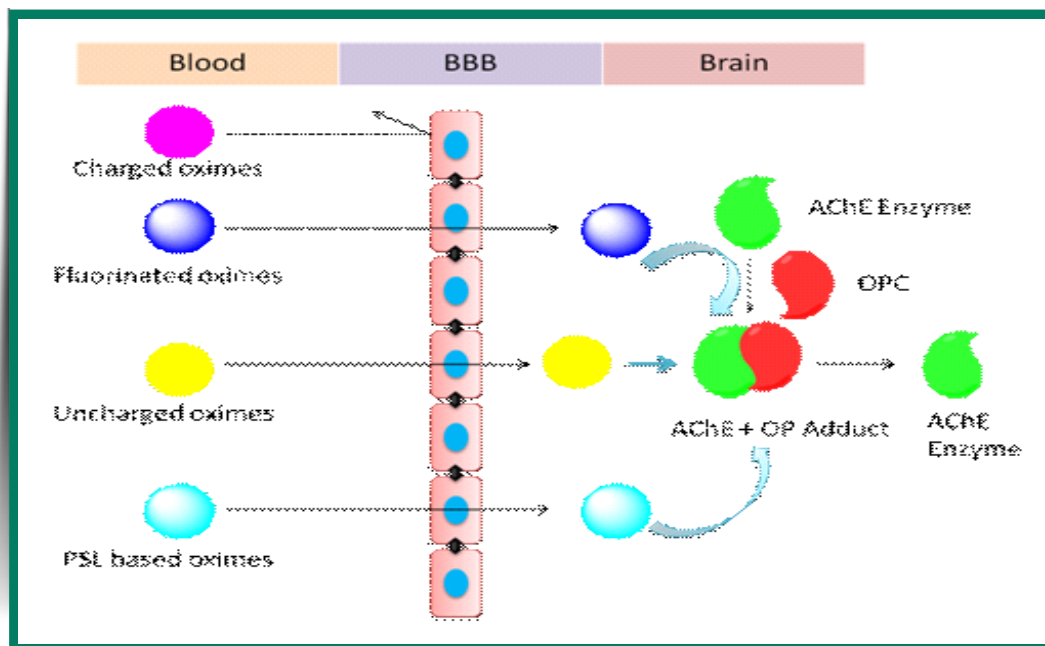 Blood BBB Brain
Charged oximes
AChE Enzyme
Fluorinated oximes
OPC
Uncharged oximes
AChE + OP Adduct
AChE
Enzyme
PSL based oximes